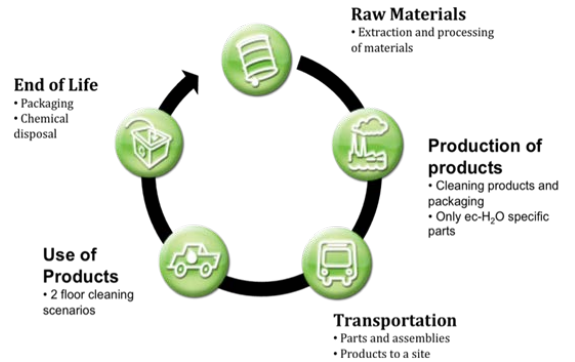 Raw Materials
• Extraction and processing
of materials
Production of
products
• Cleaning products and
packaging
• Only ec-H₂O specific
parts
Transportation
• Parts and assemblies
• Products to a site
Use of
Products
• 2 floor cleaning
scenarios
End of Life
• Packaging
• Chemical
disposal